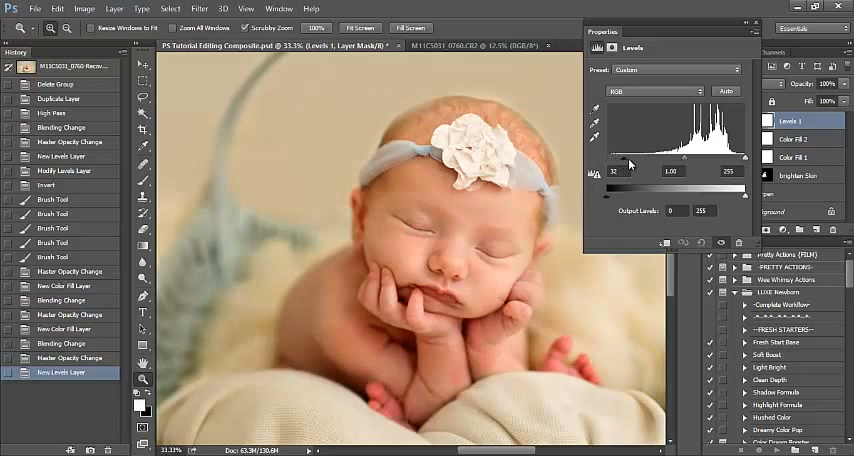 Ps File Edit Image Layer Type Select Filter 3D View Window Help
Resize Windows to Fit Zoom All Windows Scrubby Zoom 100% Fit Screen Fill Screen Essentials
History
M11C5031_0760-Recov...
Delete Group
Duplicate Layer
High Pass
Blending Change
Master Opacity Change
New Levels Layer
Modify Levels Layer
Invert
Brush Tool
Brush Tool
Brush Tool
Brush Tool
Brush Tool
Master Opacity Change
New Color Fill Layer
Blending Change
Master Opacity Change
New Color Fill Layer
Blending Change
Master Opacity Change
New Levels Layer
PS Tutorial Editing Composite.psd @ 33.3% (Levels 1, Layer Mask/8) * ×
M11C5031_0760.CR2 @ 12.5% (RGB/8*) ×
33.33% Doc: 63.3M/130.6M
Properties
Levels
Preset: Custom
RGB Auto
32 1.00 255
Output Levels: 0 255
Channels
Opacity: 100%
Fill: 100%
Levels 1
Color Fill 2
Color Fill 1
brighten Skin
Pretty Actions {FILM}
-PRETTY ACTIONS-
Wee Whimsy Actions
LUXE Newborn
-Complete Workflow-
--FRESH STARTERS--
Fresh Start Base
Soft Boost
Light Bright
Clean Depth
Shadow Formula
Highlight Formula
Hushed Color
Dreamy Color Pop